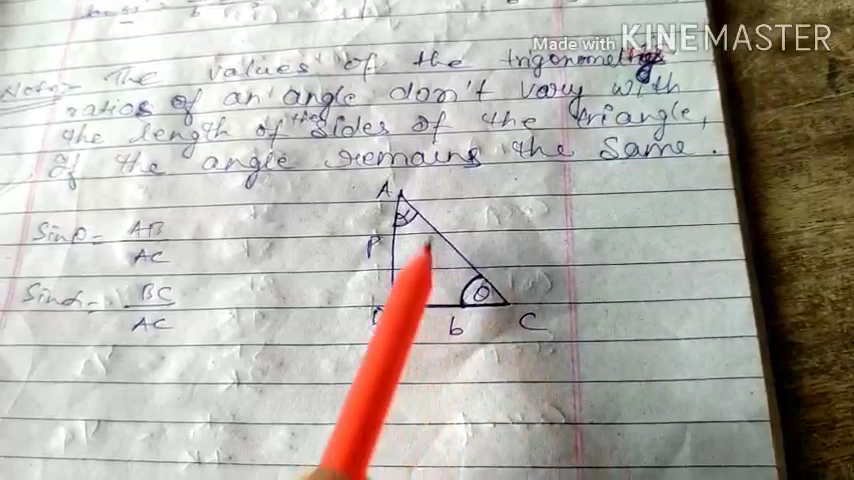 Made with KINEMASTER
Note:- The values of the trigonometric
ratios of an angle don't vary with
the length of the sides of the triangle,
If the angle remains the same.
A
α
Sinθ = AB
AC
P
Sinα = BC
AC
θ
b
C